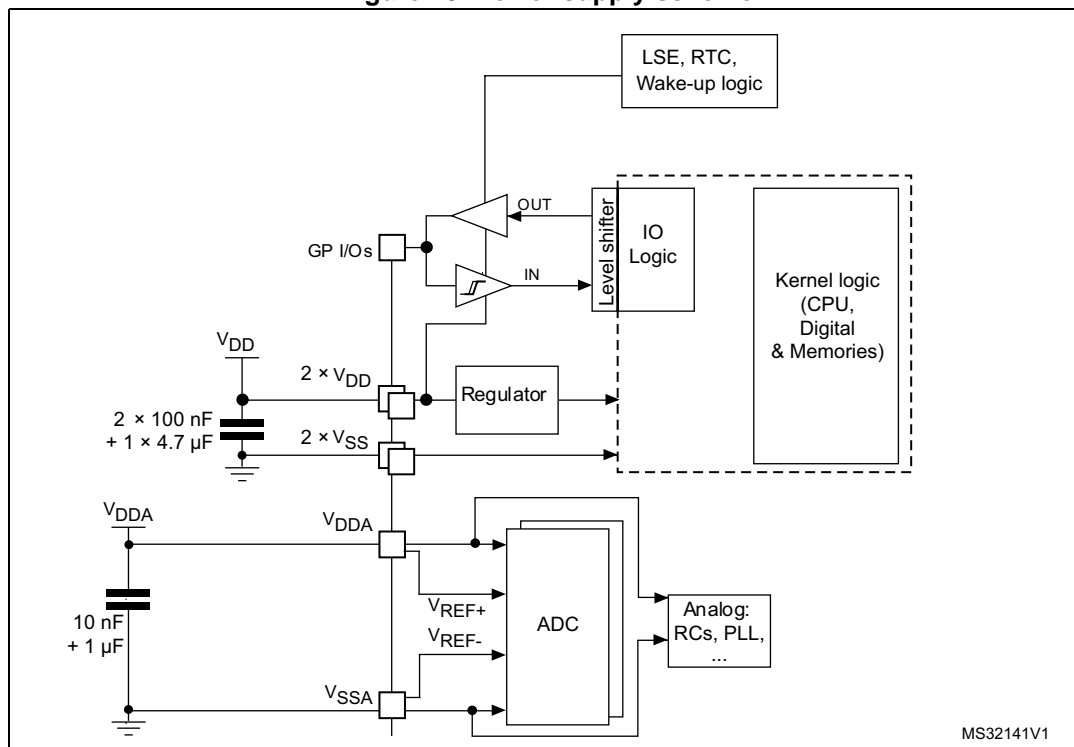 LSE, RTC,
Wake-up logic
OUT
Level shifter
IO
Logic
GP I/Os
IN
Kernel logic
(CPU,
Digital
& Memories)
VDD
2 × VDD
Regulator
2 × 100 nF
+ 1 × 4.7 µF
2 × VSS
VDDA
VDDA
10 nF
+ 1 µF
VREF+
VREF-
ADC
Analog:
RCs, PLL,
...
VSSA
MS32141V1